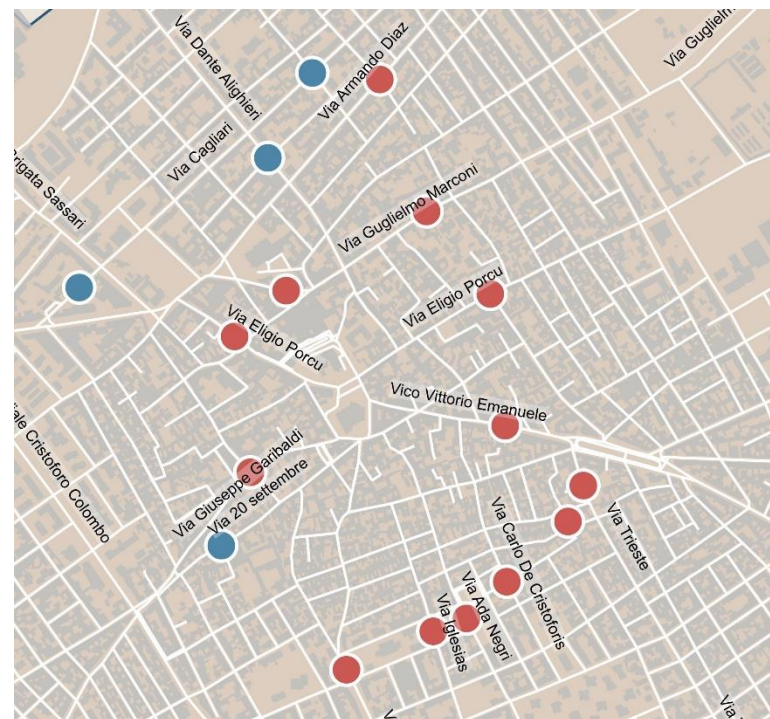 Via Dante Alighieri
Via Armando Diaz
Via Guglielm
Via Cagliari
Brigata Sassari
Via Guglielmo Marconi
Via Eligio Porcu
Via Eligio Porcu
Vico Vittorio Emanuele
iale Cristoforo Colombo
Via Giuseppe Garibaldi
Via 20 settembre
Via Carlo De Cristoforis
Via Trieste
Via Ada Negri
Via Iglesias